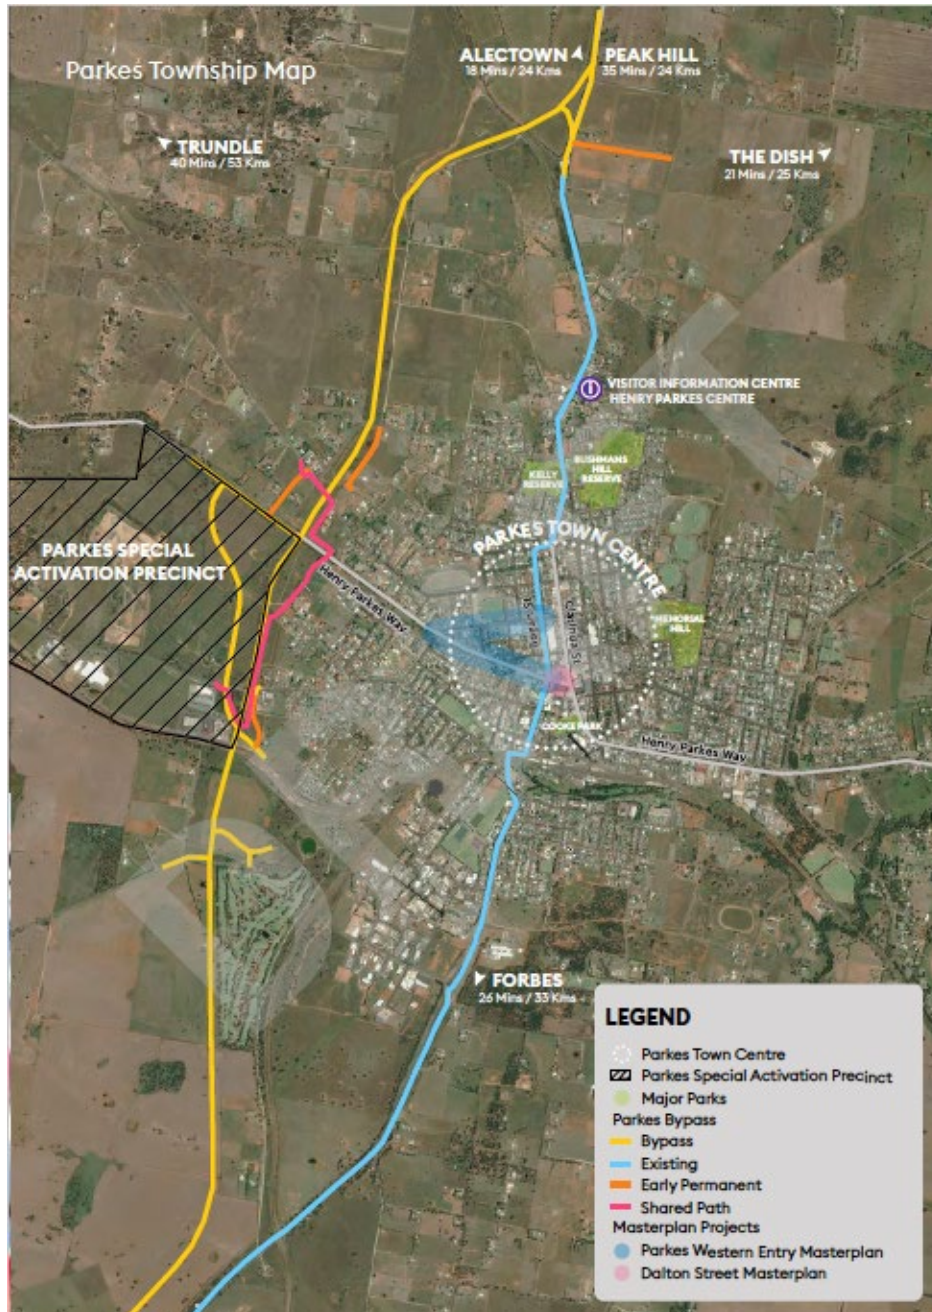 Parkes Township Map
ALECTOWN
18 Mins / 24 Kms
PEAK HILL
35 Mins / 24 Kms
TRUNDLE
40 Mins / 53 Kms
THE DISH
21 Mins / 25 Kms
VISITOR INFORMATION CENTRE
HENRY PARKES CENTRE
BUSHMANS
HILL
RESERVE
KELLY
RESERVE
PARKES TOWN CENTRE
PARKES SPECIAL
ACTIVATION PRECINCT
Henry Parkes Way
Clarinda St
MEMORIAL
HILL
COOKE PARK
Henry Parkes Way
FORBES
26 Mins / 33 Kms
LEGEND
Parkes Town Centre
Parkes Special Activation Precinct
Major Parks
Parkes Bypass
Bypass
Existing
Early Permanent
Shared Path
Masterplan Projects
Parkes Western Entry Masterplan
Dalton Street Masterplan